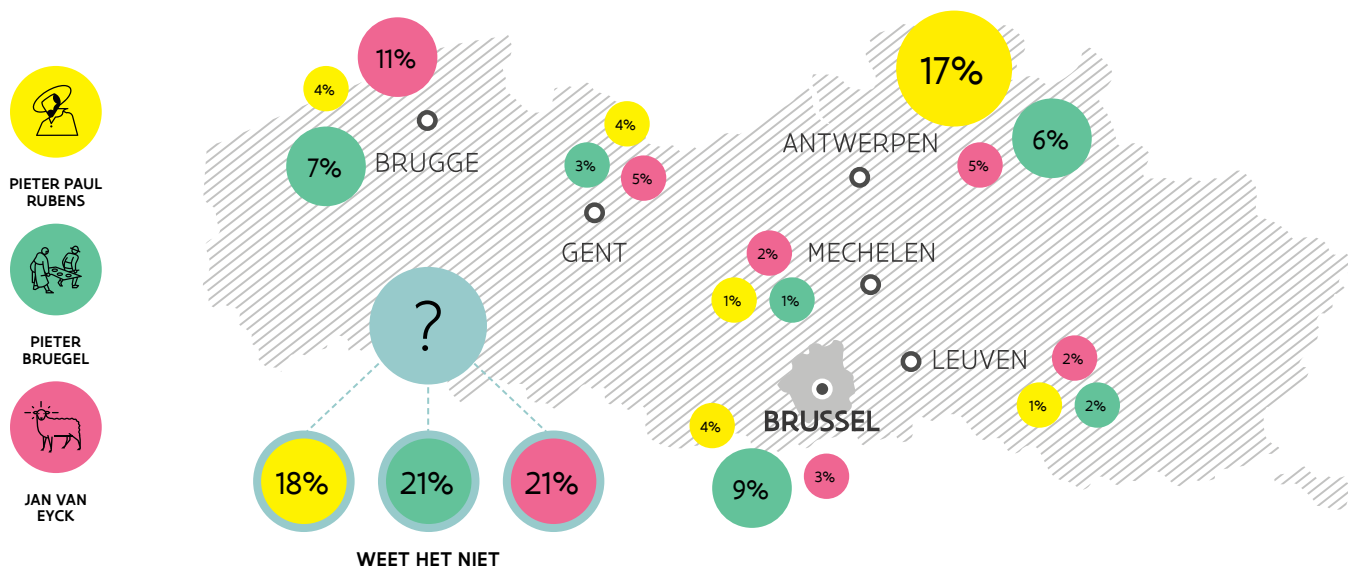 PIETER PAUL
RUBENS
PIETER
BRUEGEL
JAN VAN
EYCK
11%
4%
7%
BRUGGE
4%
3%
5%
GENT
17%
ANTWERPEN
5%
6%
2%
MECHELEN
1%
1%
LEUVEN
2%
1%
2%
4%
BRUSSEL
9%
3%
?
18%
21%
21%
WEET HET NIET